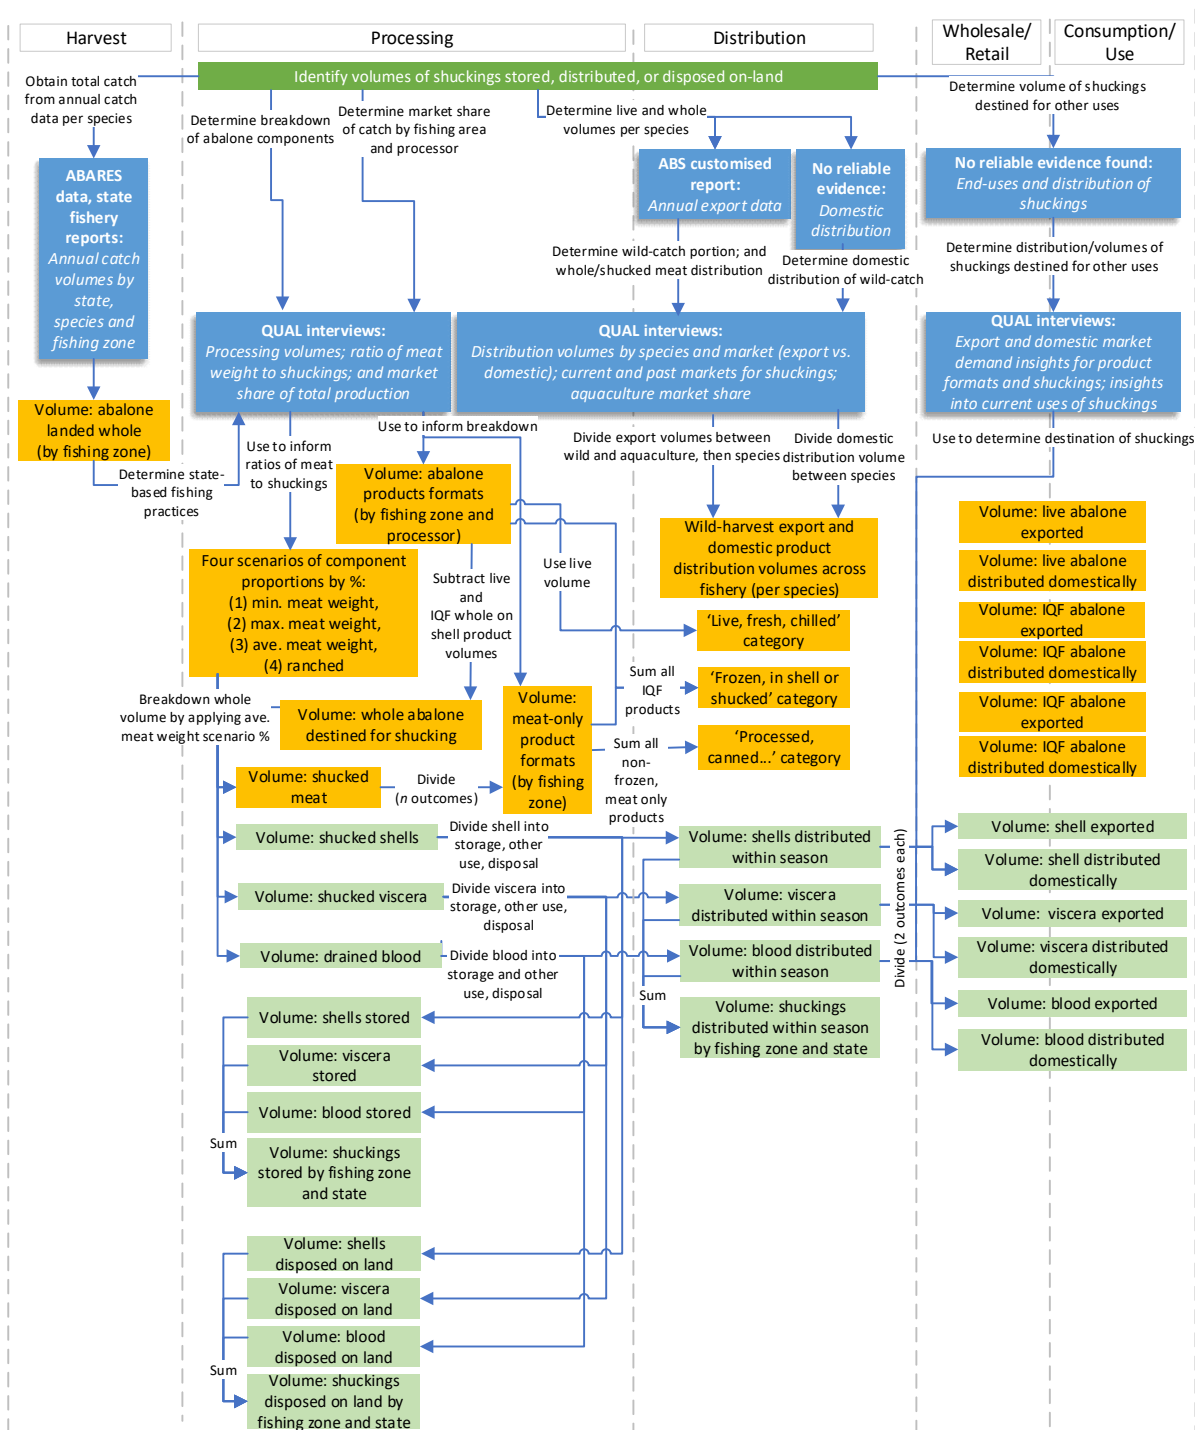 Harvest
Processing
Distribution
Wholesale/
Retail
Consumption/
Use
Identify volumes of shuckings stored, distributed, or disposed on-land
Obtain total catch
from annual catch
data per species
Determine breakdown
of abalone components
Determine market share
of catch by fishing area
and processor
Determine live and whole
volumes per species
Determine volume of shuckings
destined for other uses
ABARES
data, state
fishery
reports:
Annual catch
volumes by
state,
species and
fishing zone
ABS customised
report:
Annual export data
No reliable
evidence:
Domestic
distribution
No reliable evidence found:
End-uses and distribution of
shuckings
Determine wild-catch portion; and
whole/shucked meat distribution
Determine domestic
distribution of wild-catch
Determine distribution/volumes of
shuckings destined for other uses
QUAL interviews:
Processing volumes; ratio of meat
weight to shuckings; and market
share of total production
QUAL interviews:
Distribution volumes by species and market (export vs.
domestic); current and past markets for shuckings;
aquaculture market share
QUAL interviews:
Export and domestic market
demand insights for product
formats and shuckings; insights
into current uses of shuckings
Volume: abalone
landed whole
(by fishing zone)
Determine state-
based fishing
practices
Use to inform
ratios of meat
to shuckings
Use to inform breakdown
Divide export volumes between
wild and aquaculture, then species
Divide domestic
distribution volume
between species
Use to determine destination of shuckings
Volume: abalone
products formats
(by fishing zone and
processor)
Four scenarios of component
proportions by %:
(1) min. meat weight,
(2) max. meat weight,
(3) ave. meat weight,
(4) ranched
Subtract live
and
IQF whole on
shell product
volumes
Use live
volume
Wild-harvest export and
domestic product
distribution volumes across
fishery (per species)
Volume: live abalone
exported
Volume: live abalone
distributed domestically
Volume: IQF abalone
exported
Volume: IQF abalone
distributed domestically
Volume: IQF abalone
exported
Volume: IQF abalone
distributed domestically
‘Live, fresh, chilled’
category
Sum all
IQF
products
‘Frozen, in shell or
shucked’ category
Breakdown whole
volume by applying ave.
meat weight scenario %
Volume: whole abalone
destined for shucking
Volume:
meat-only
product
formats
(by fishing
zone)
Sum all
non-
frozen,
meat only
products
‘Processed,
canned...’ category
Volume: shucked
meat
Divide
(n outcomes)
Volume: shucked shells
Divide shell into
storage, other
use, disposal
Volume: shells distributed
within season
Volume: shell exported
Volume: shell distributed
domestically
Volume: shucked viscera
Divide viscera into
storage, other use,
disposal
Volume: viscera
distributed within season
Divide (2 outcomes each)
Volume:  viscera exported
Volume: viscera distributed
domestically
Volume: drained blood
Divide blood into
storage and other
use, disposal
Volume: blood distributed
within season
Volume: blood exported
Volume: blood distributed
domestically
Sum
Volume: shuckings
distributed within season
by fishing zone and state
Volume: shells stored
Volume: viscera
stored
Volume: blood stored
Sum
Volume: shuckings
stored by fishing zone
and state
Volume: shells
disposed on land
Volume: viscera
disposed on land
Volume: blood
disposed on land
Sum
Volume: shuckings
disposed on land by
fishing zone and state